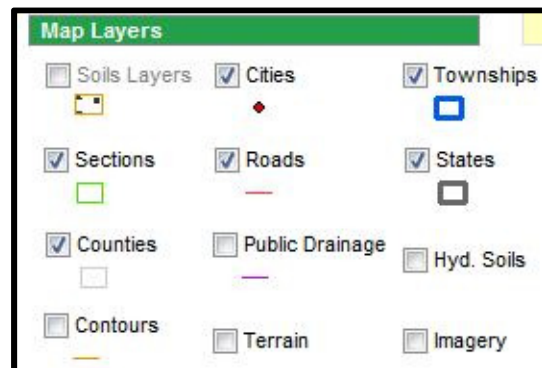 Map Layers
Soils Layers Cities Townships
Sections Roads States
Counties Public Drainage Hyd. Soils
Contours Terrain Imagery